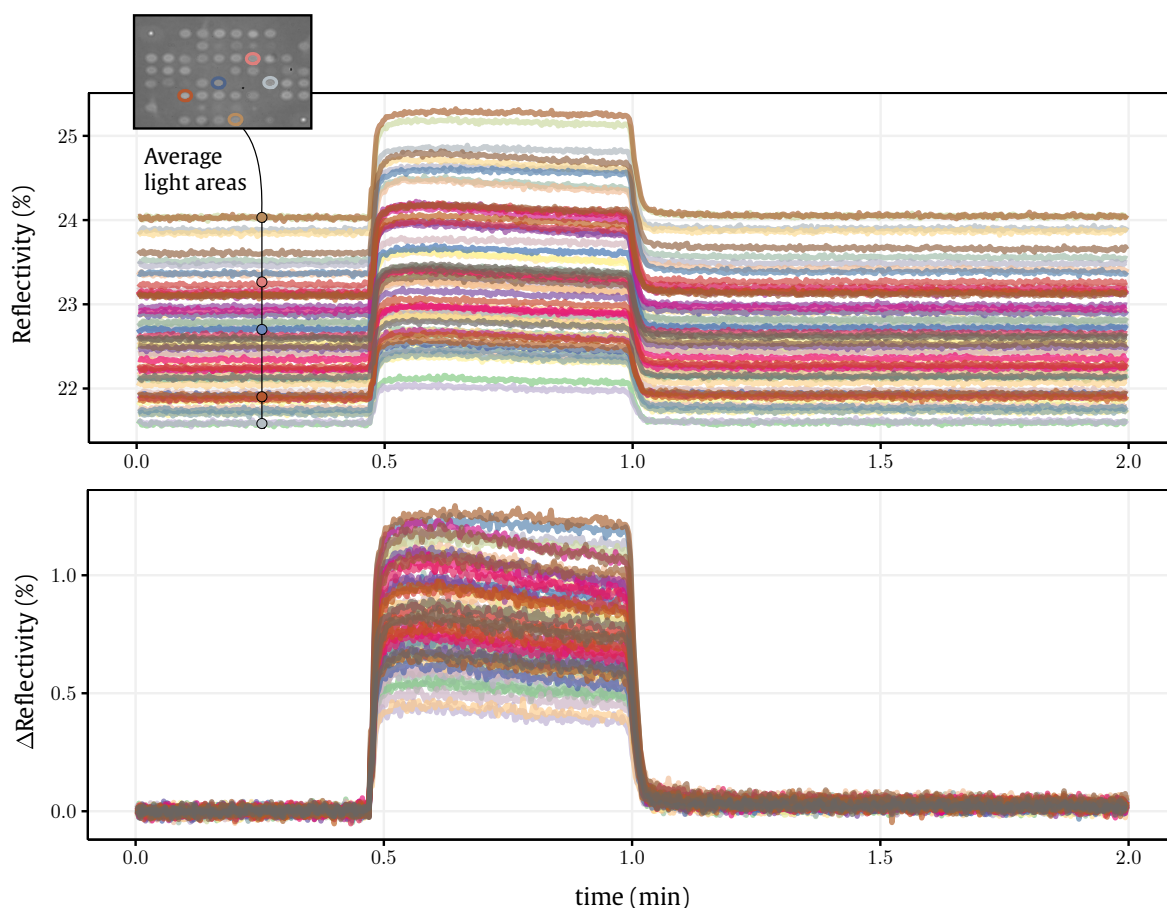 Average
light areas
Reflectivity (%)
25
24
23
22
0.0 0.5 1.0 1.5 2.0
ΔReflectivity (%)
1.0
0.5
0.0
0.0 0.5 1.0 1.5 2.0
time (min)